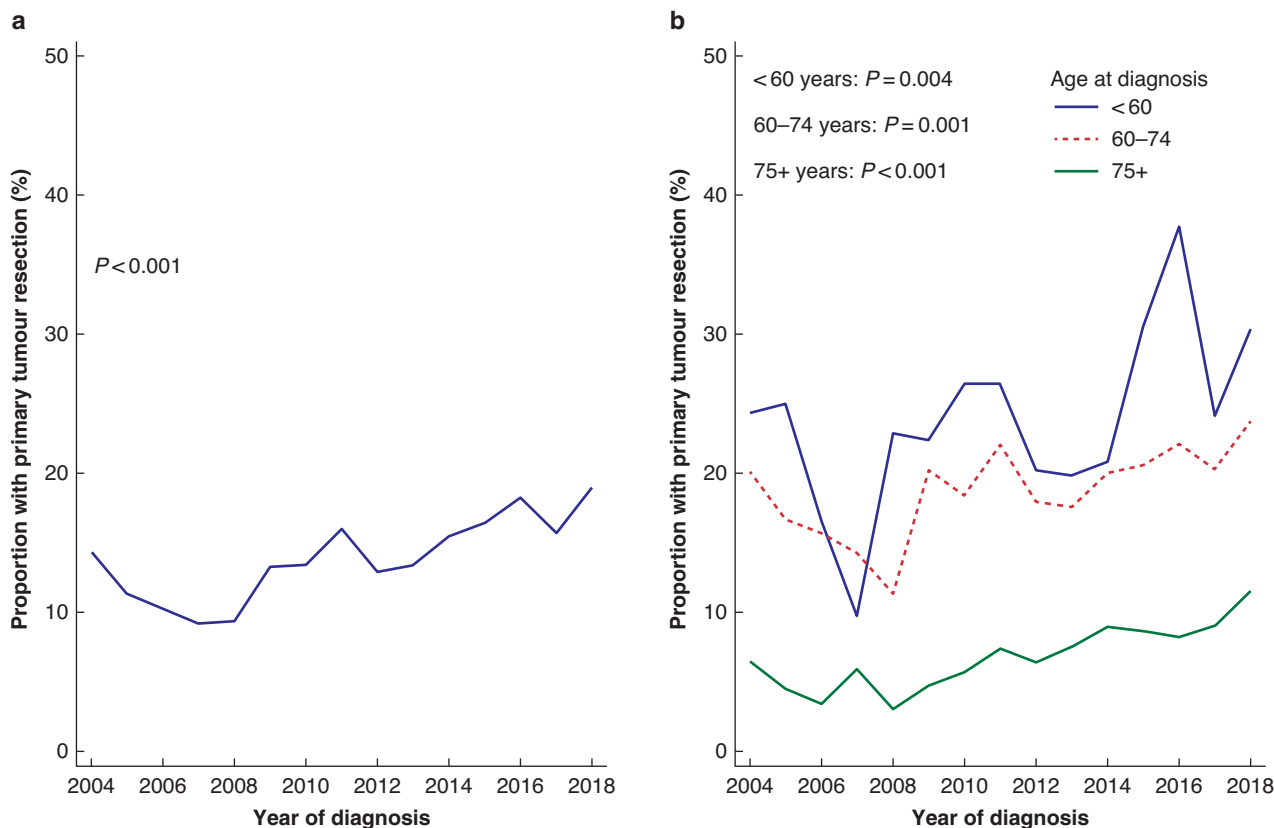 a
Proportion with primary tumour resection (%)
50
40
30
20
10
0
P < 0.001
2004 2006 2008 2010 2012 2014 2016 2018
Year of diagnosis
b
Proportion with primary tumour resection (%)
50
40
30
20
10
0
< 60 years: P = 0.004
60–74 years: P = 0.001
75+ years: P < 0.001
Age at diagnosis
< 60
60–74
75+
2004 2006 2008 2010 2012 2014 2016 2018
Year of diagnosis